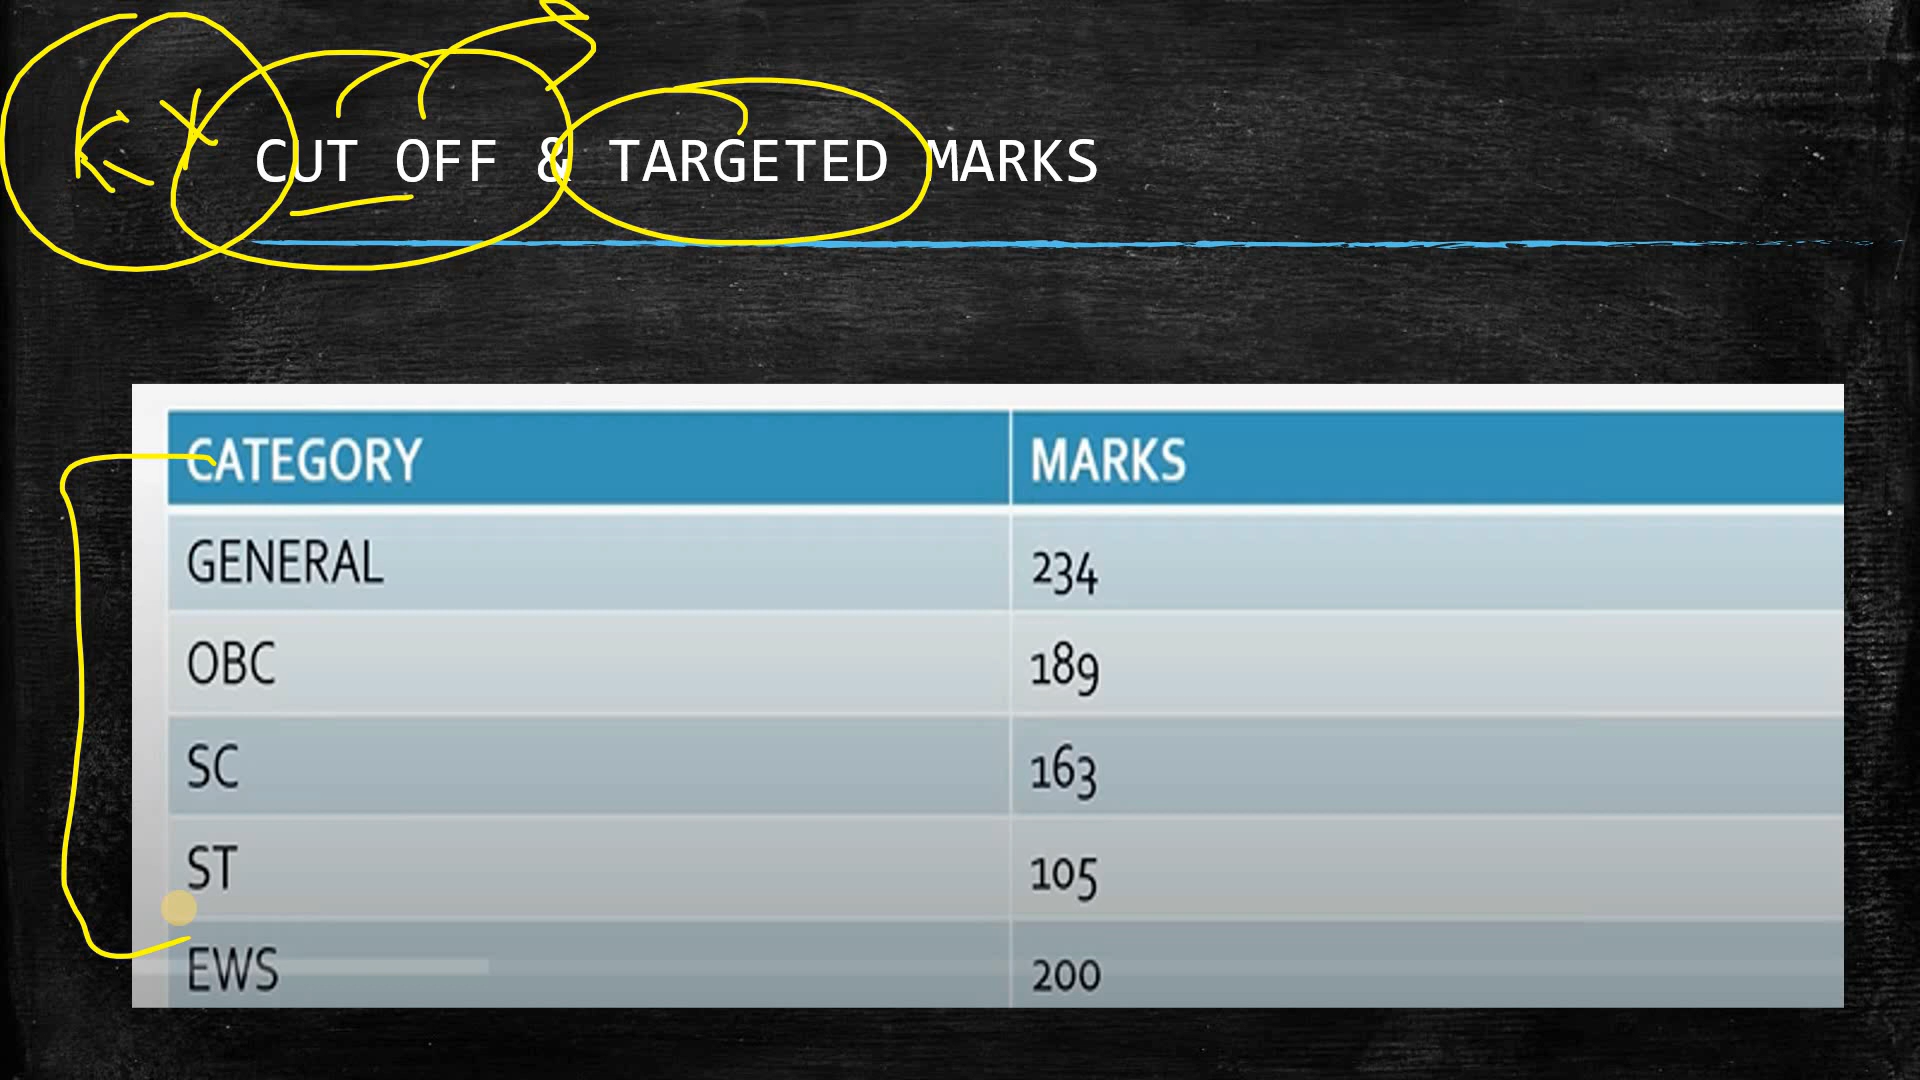 CUT OFF & TARGETED MARKS
CATEGORY MARKS
GENERAL 234
OBC 189
SC 163
ST 105
EWS 200